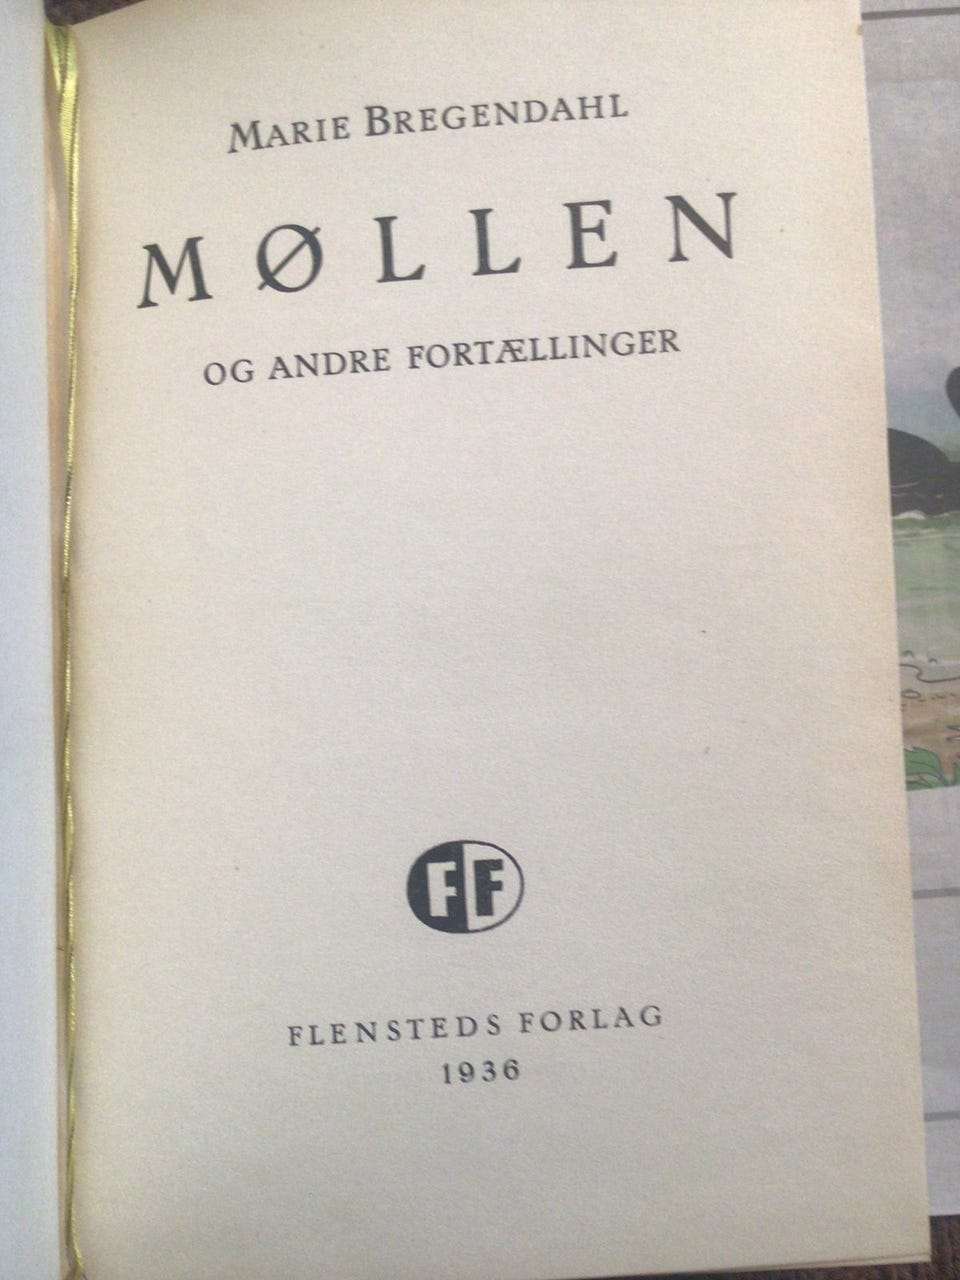 MARIE BREGENDAHL
MØLLEN
OG ANDRE FORTÆLLINGER
FF
FLENSTEDS FORLAG
1936